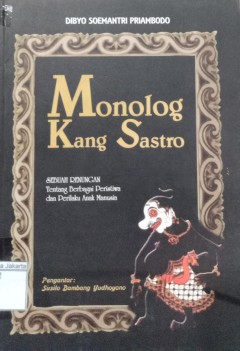 DIBYO SOEMANTRI PRIAMBODO
Monolog
Kang Sastro
SEBUAH RENUNGAN
Tentang Berbagai Peristiwa
dan Perilaku Anak Manusia
Pengantar:
Susilo Bambang Yudhoyono
Jakarta